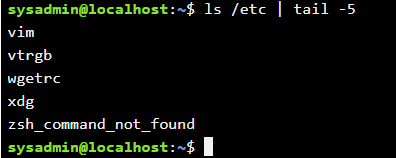 sysadmin@localhost:~$ ls /etc | tail -5
vim
vtrgb
wgetrc
xdg
zsh_command_not_found
sysadmin@localhost:~$